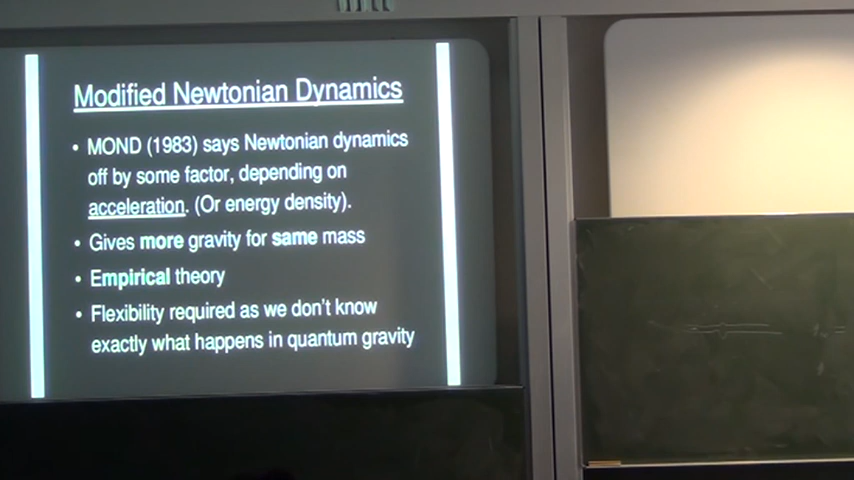 Modified Newtonian Dynamics
• MOND (1983) says Newtonian dynamics
off by some factor, depending on
acceleration. (Or energy density).
• Gives more gravity for same mass
• Empirical theory
• Flexibility required as we don't know
exactly what happens in quantum gravity